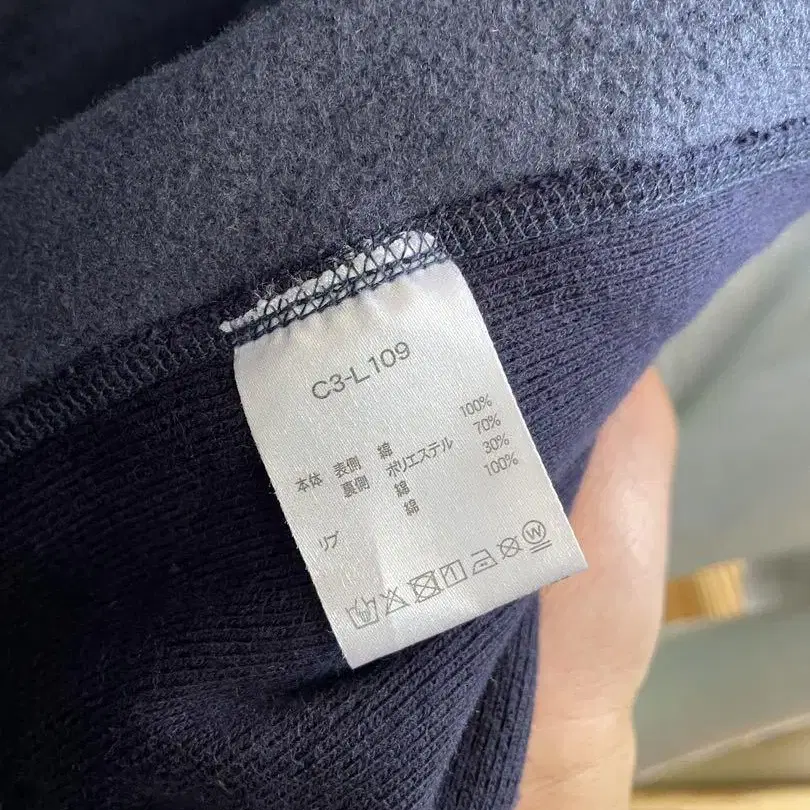 C3-L109
本体 表側 綿 100%
裏側 ポリエステル 70%
綿 30%
リブ 綿 100%
W